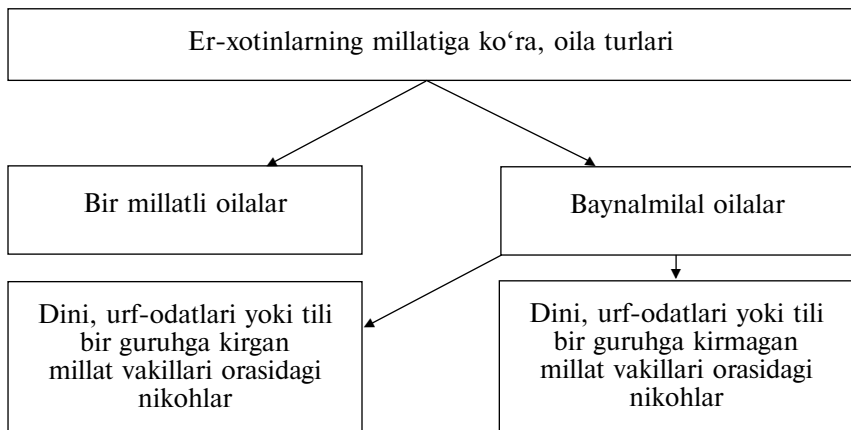 Er-xotinlarning millatiga ko‘ra, oila turlari
Bir millatli oilalar
Baynalmilal oilalar
Dini, urf-odatlari yoki tili
bir guruhga kirgan
millat vakillari orasidagi
nikohlar
Dini, urf-odatlari yoki tili
bir guruhga kirmagan
millat vakillari orasidagi
nikohlar